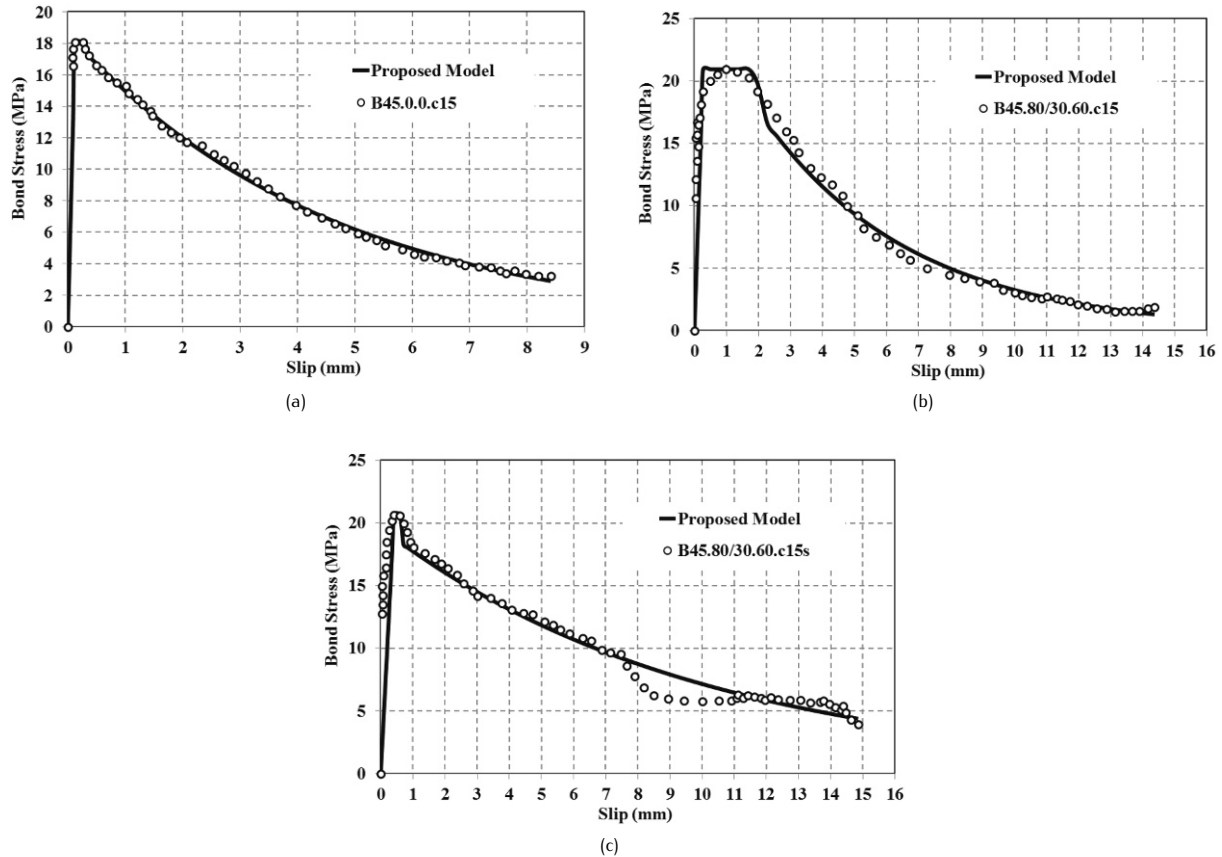 20
18
16
14
12
10
8
6
4
2
0
Bond Stress (MPa)
Proposed Model
B45.0.0.c15
0 1 2 3 4 5 6 7 8 9
Slip (mm)
(a)
25
20
15
10
5
0
Bond Stress (MPa)
Proposed Model
B45.80/30.60.c15
0 1 2 3 4 5 6 7 8 9 10 11 12 13 14 15 16
Slip (mm)
(b)
25
20
15
10
5
0
Bond Stress (MPa)
Proposed Model
B45.80/30.60.c15s
0 1 2 3 4 5 6 7 8 9 10 11 12 13 14 15 16
Slip (mm)
(c)